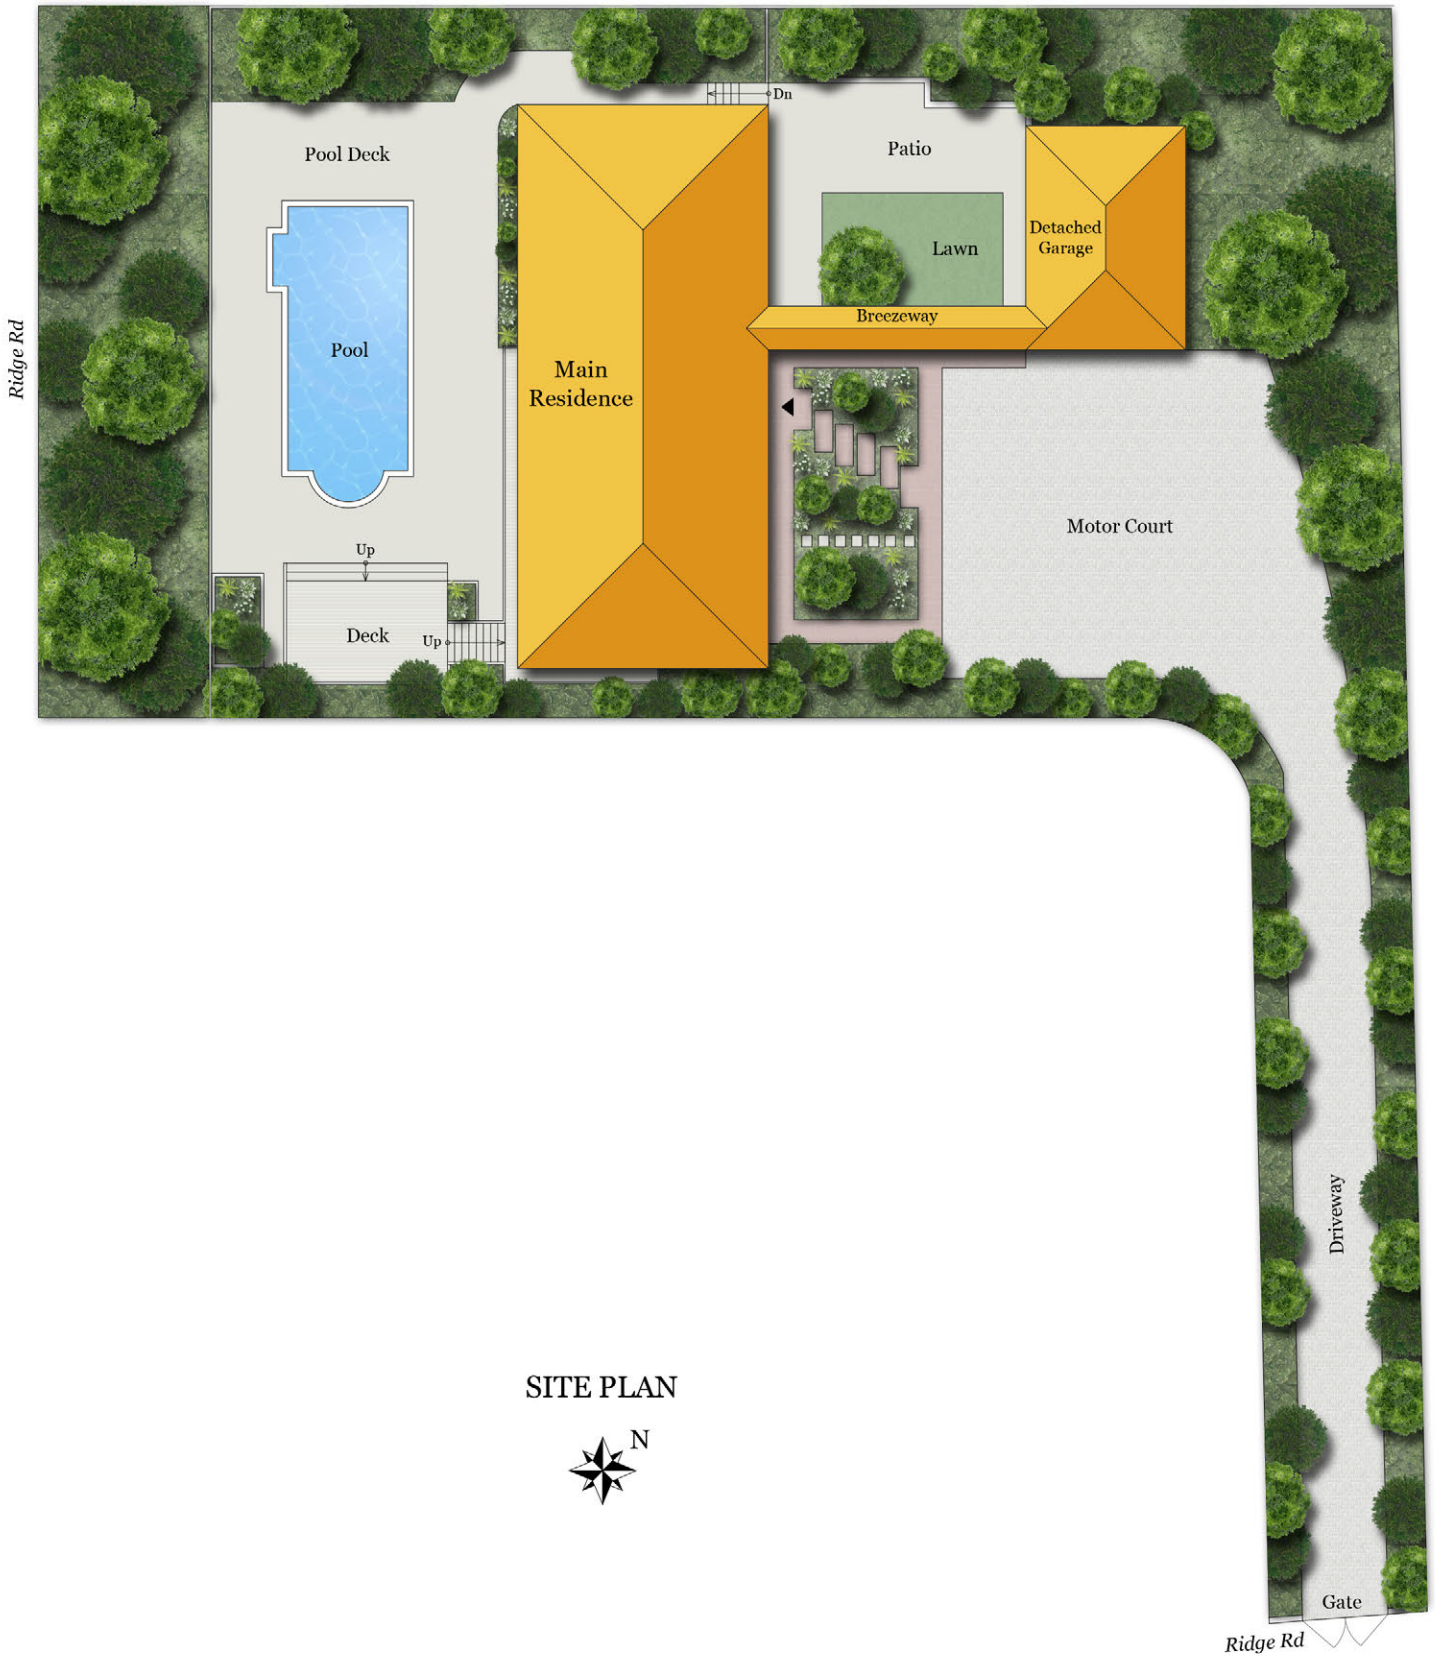 Dn
Pool Deck
Patio
Detached
Garage
Lawn
Breezeway
Ridge Rd
Pool
Main
Residence
Motor Court
Up
Deck
Up
Driveway
SITE PLAN
N
Gate
Ridge Rd